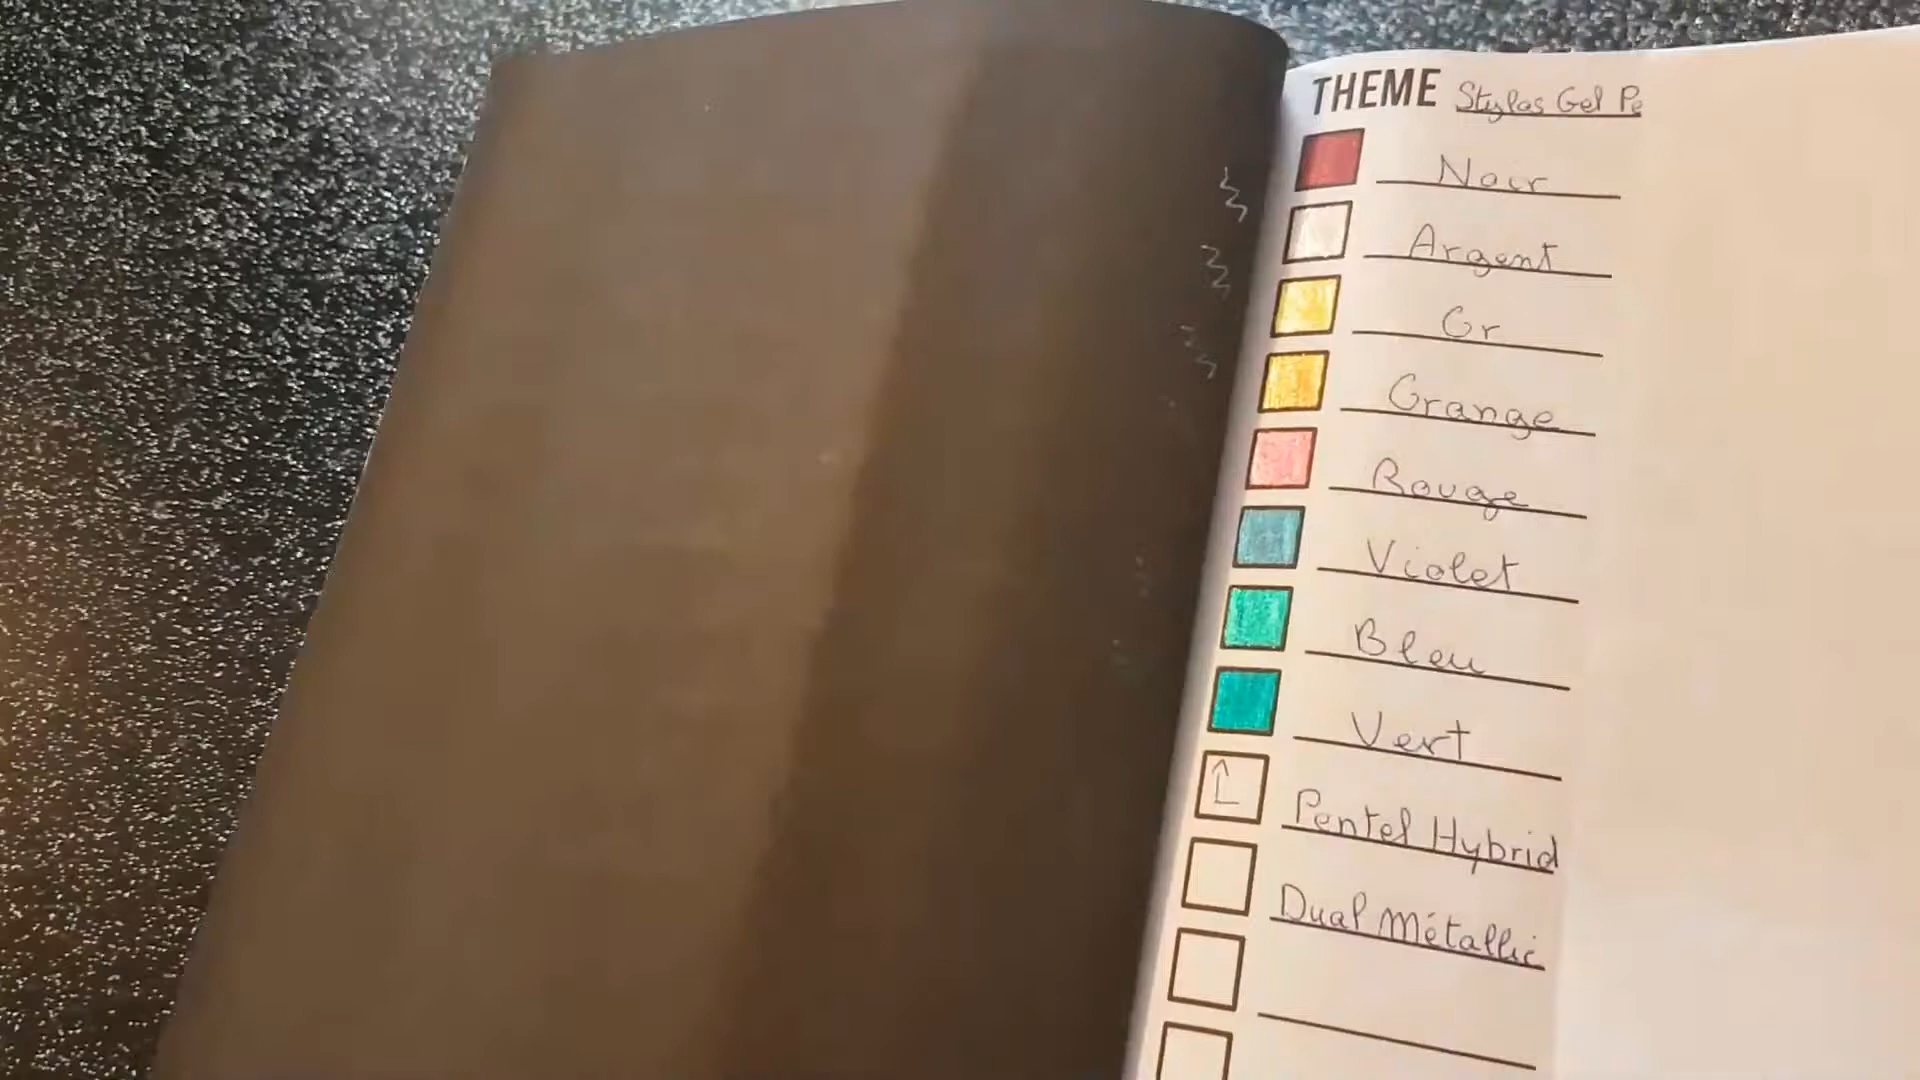 THEME Stylos Gel Pe
Noir
Argent
Or
Orange
Rouge
Violet
Bleu
Vert
Pentel Hybrid
Dual Métallic